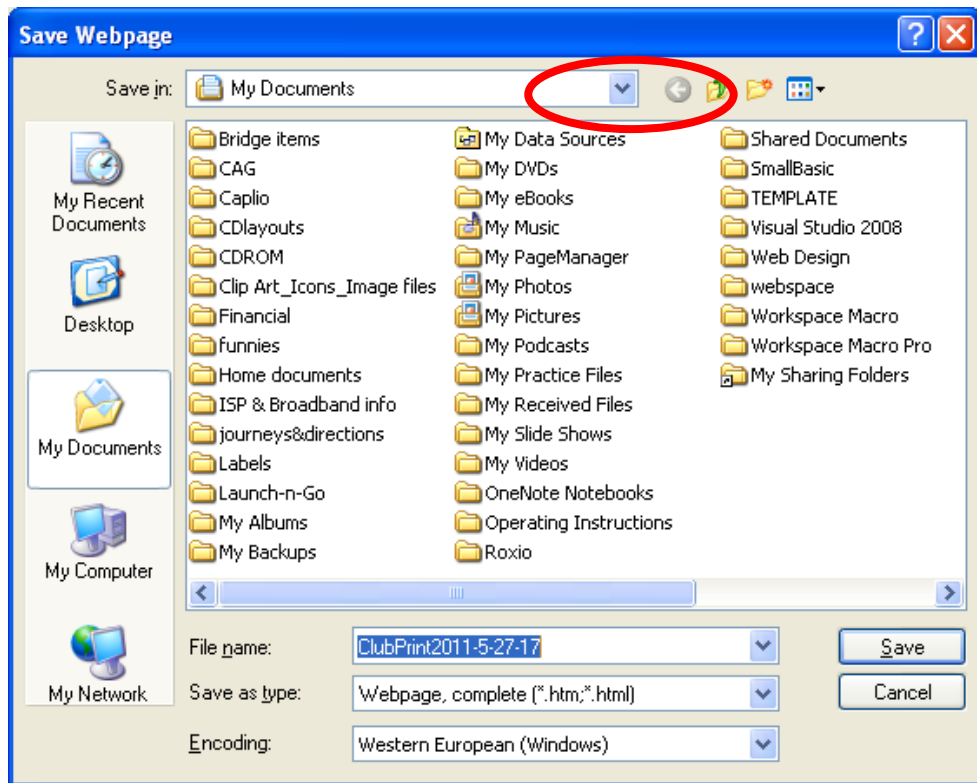 Save Webpage
Save in:
My Documents
My Recent
Documents
Desktop
My Documents
My Computer
My Network
Bridge items
CAG
Caplio
CDlayouts
CDROM
Clip Art_Icons_Image files
Financial
funnies
Home documents
ISP & Broadband info
journeys&directions
Labels
Launch-n-Go
My Albums
My Backups
My Data Sources
My DVDs
My eBooks
My Music
My PageManager
My Photos
My Pictures
My Podcasts
My Practice Files
My Received Files
My Slide Shows
My Videos
OneNote Notebooks
Operating Instructions
Roxio
Shared Documents
SmallBasic
TEMPLATE
Visual Studio 2008
Web Design
webspace
Workspace Macro
Workspace Macro Pro
My Sharing Folders
File name:
ClubPrint2011-5-27-17
Save
Save as type:
Webpage, complete (*.htm;*.html)
Cancel
Encoding:
Western European (Windows)